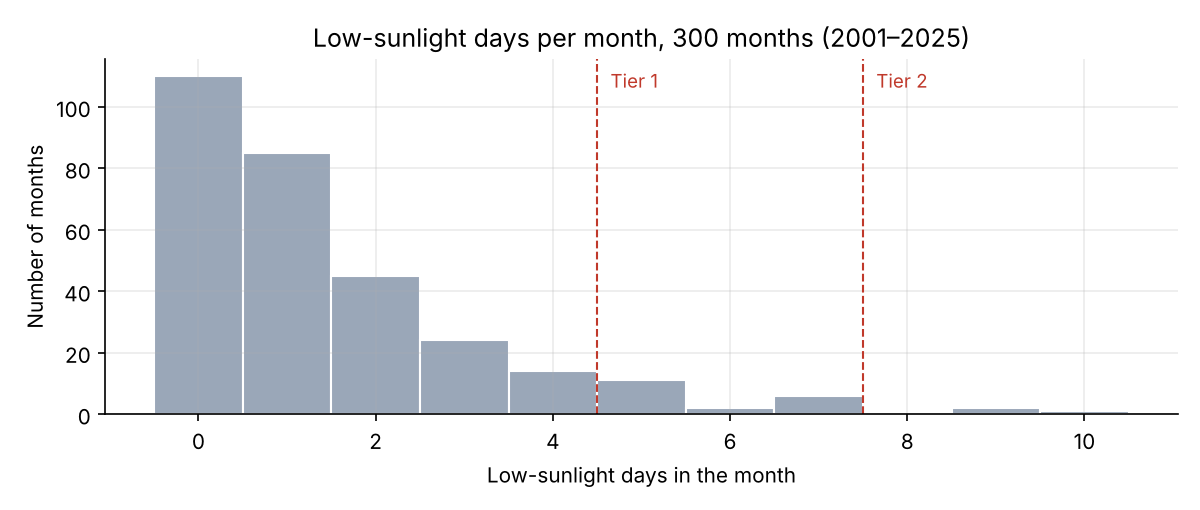 Low-sunlight days per month, 300 months (2001–2025)
Tier 1
Tier 2
Number of months
100
80
60
40
20
0
0 2 4 6 8 10
Low-sunlight days in the month